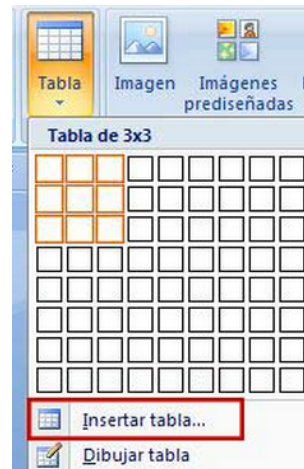 Tabla
Imagen
Imágenes
prediseñadas
Tabla de 3x3
Insertar tabla...
Dibujar tabla